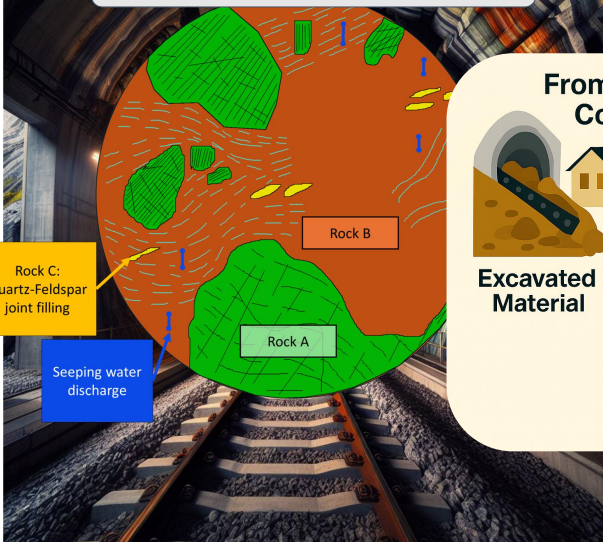 From
Co
Rock B
Rock C:
uartz-Feldspar
joint filling
Excavated
Material
Rock A
Seeping water
discharge